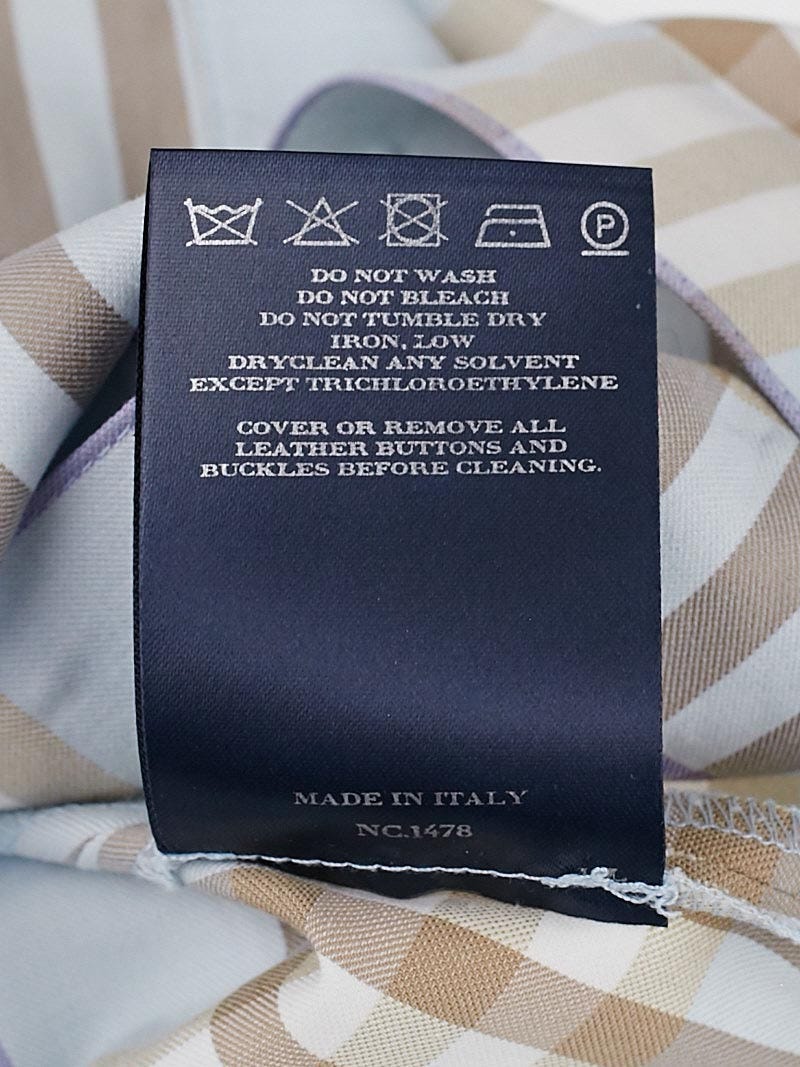 P
DO NOT WASH
DO NOT BLEACH
DO NOT TUMBLE DRY
IRON, LOW
DRYCLEAN ANY SOLVENT
EXCEPT TRICHLOROETHYLENE
COVER OR REMOVE ALL
LEATHER BUTTONS AND
BUCKLES BEFORE CLEANING.
MADE IN ITALY
NC.1478